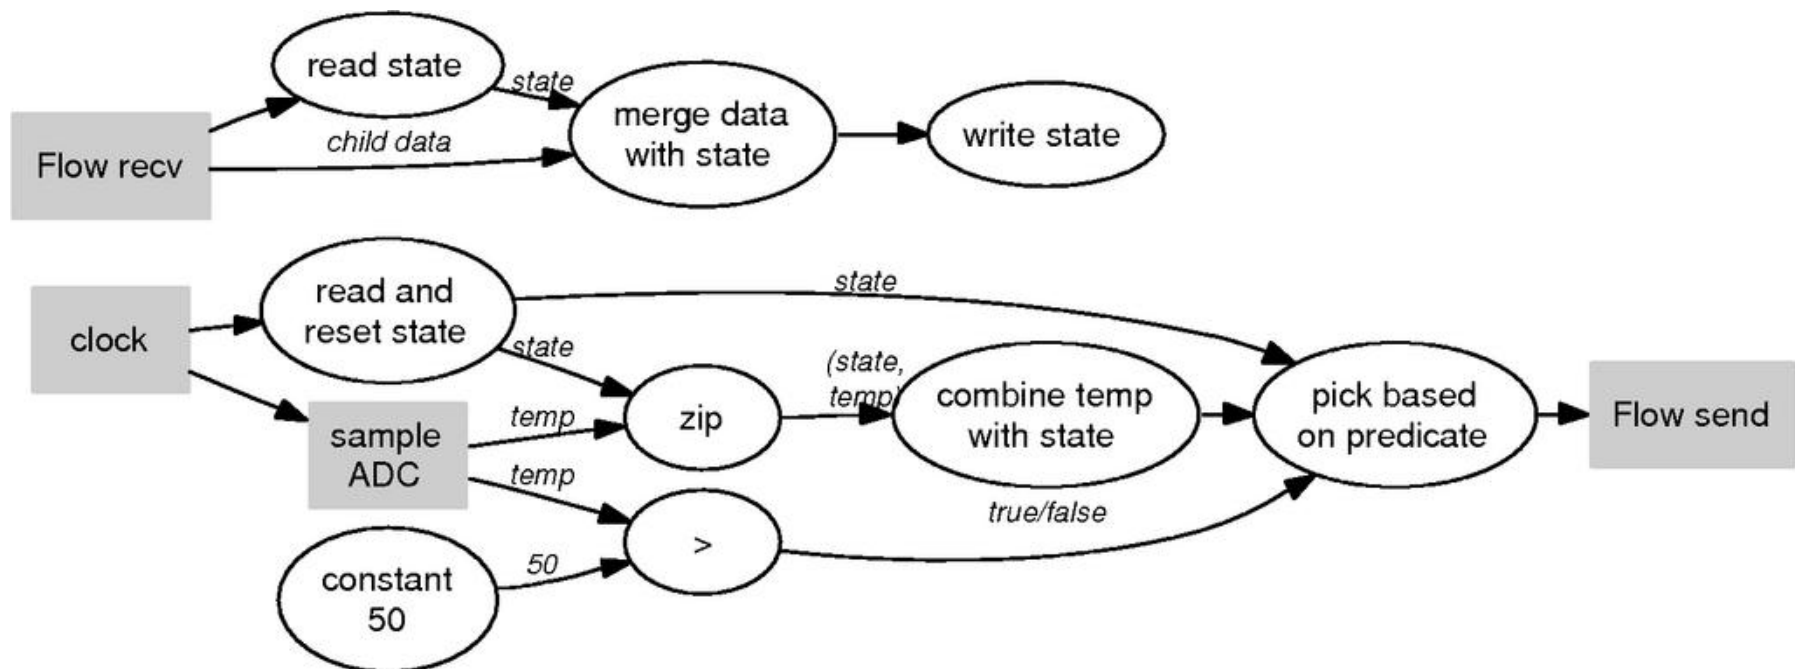 read state
state
merge data
with state
write state
child data
Flow recv
read and
reset state
state
clock
state
(state,
temp)
combine temp
with state
pick based
on predicate
Flow send
temp
zip
sample
ADC
temp
true/false
>
50
constant
50